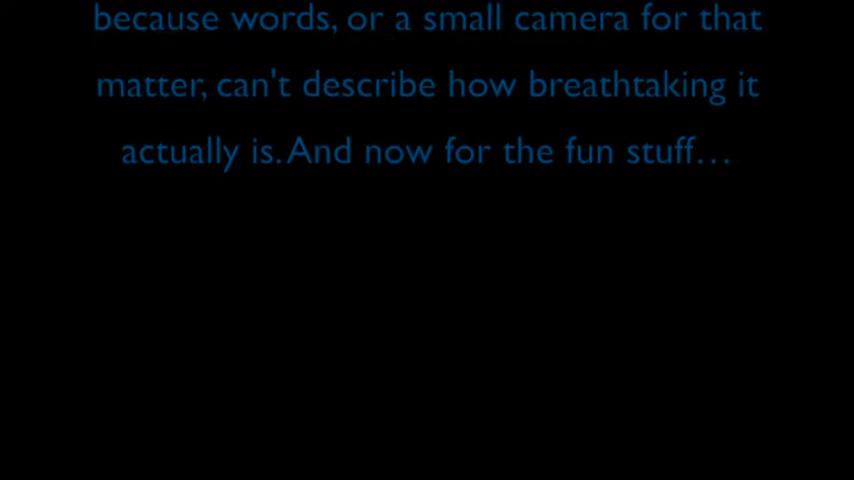 because words, or a small camera for that
matter, can't describe how breathtaking it
actually is. And now for the fun stuff...